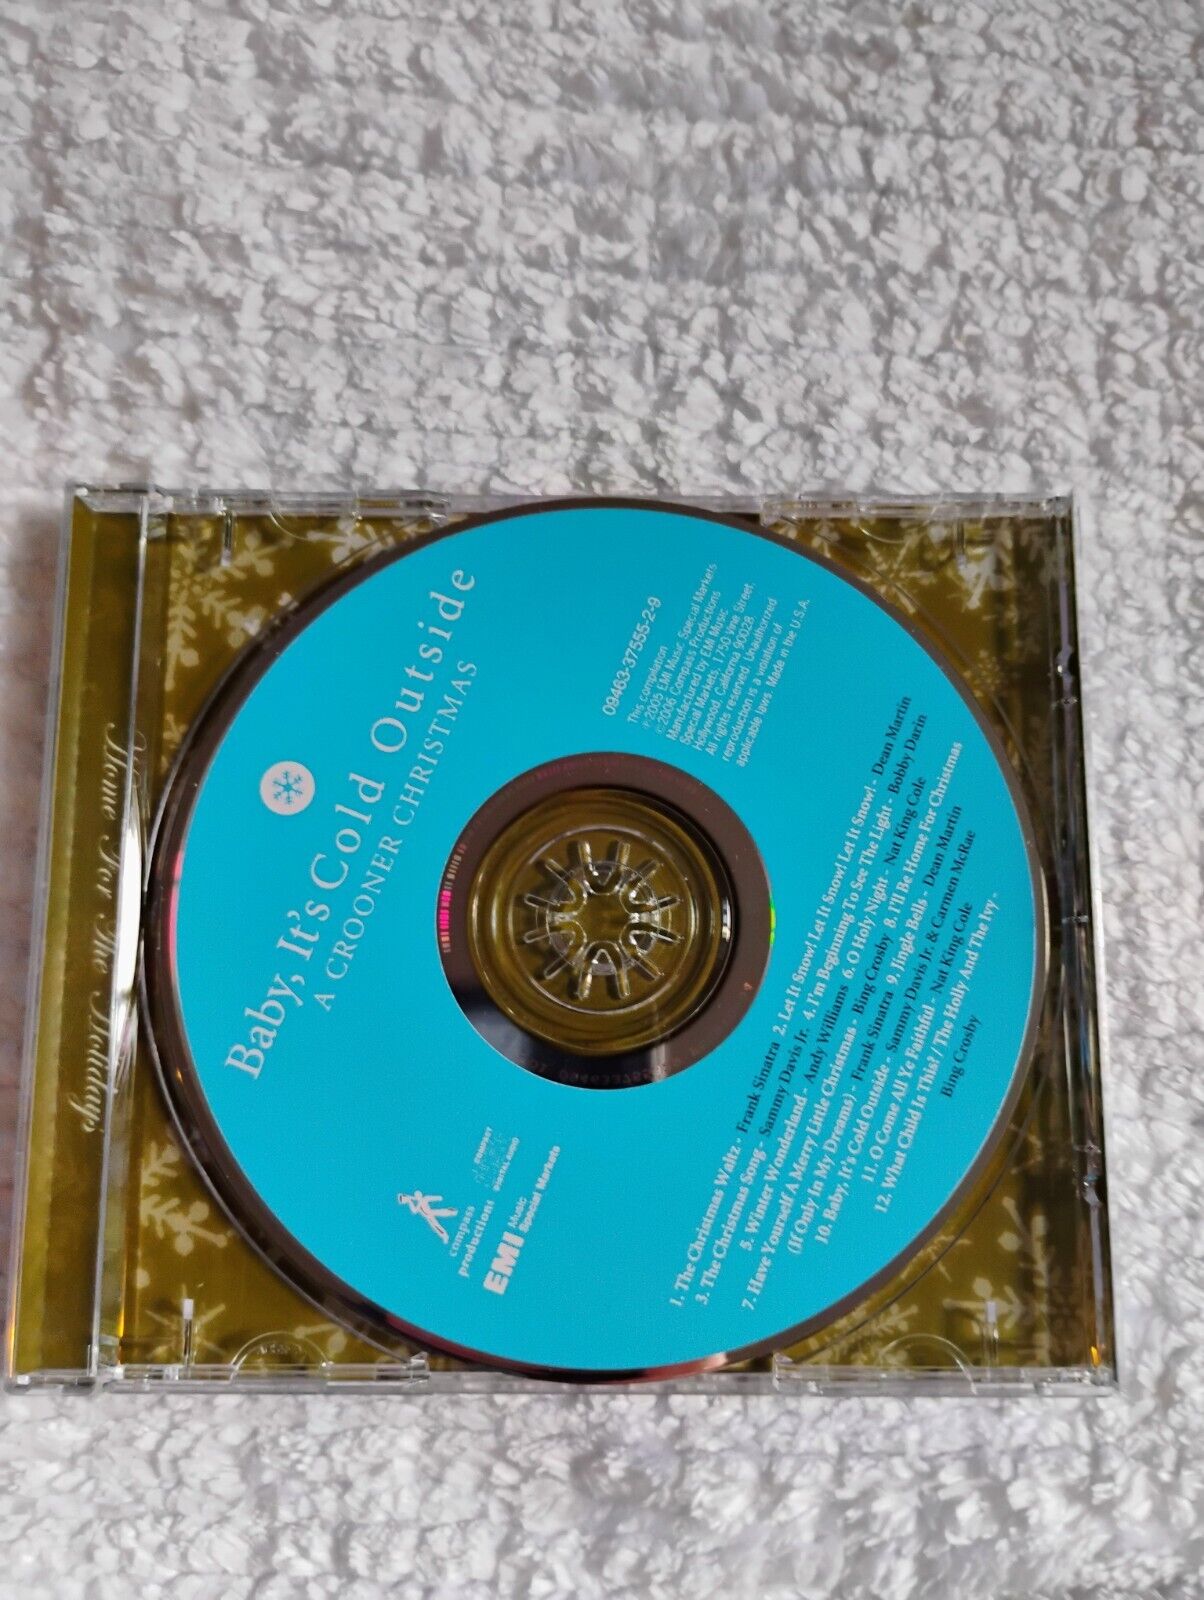 Home For The Holidays
Baby, It's Cold Outside
A CROONER CHRISTMAS
09463-37555-2-9
This compilation
℗ 2005 EMI Music Special Markets
© 2006 Compass Productions
Manufactured by EMI Music
Special Markets, 1750 Vine Street,
Hollywood, California 90028.
All rights reserved. Unauthorized
reproduction is a violation of
applicable laws. Made in the U.S.A.
compass
productions
COMPACT
disc
DIGITAL AUDIO
EMI Music
Special Markets
1. The Christmas Waltz - Frank Sinatra 2. Let It Snow! Let It Snow! Let It Snow! - Dean Martin
3. The Christmas Song - Sammy Davis Jr. 4. I'm Beginning To See The Light - Bobby Darin
5. Winter Wonderland - Andy Williams 6. O Holy Night - Nat King Cole
7. Have Yourself A Merry Little Christmas - Bing Crosby 8. I'll Be Home For Christmas
(If Only In My Dreams) - Frank Sinatra 9. Jingle Bells - Dean Martin
10. Baby, It's Cold Outside - Sammy Davis Jr. & Carmen McRae
11. O Come All Ye Faithful - Nat King Cole
12. What Child Is This? / The Holly And The Ivy -
Bing Crosby